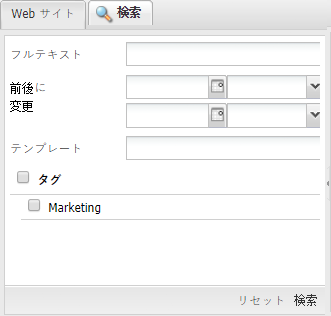 Web サイト 検索
フルテキスト
前後に
変更
テンプレート
タグ
Marketing
リセット 検索